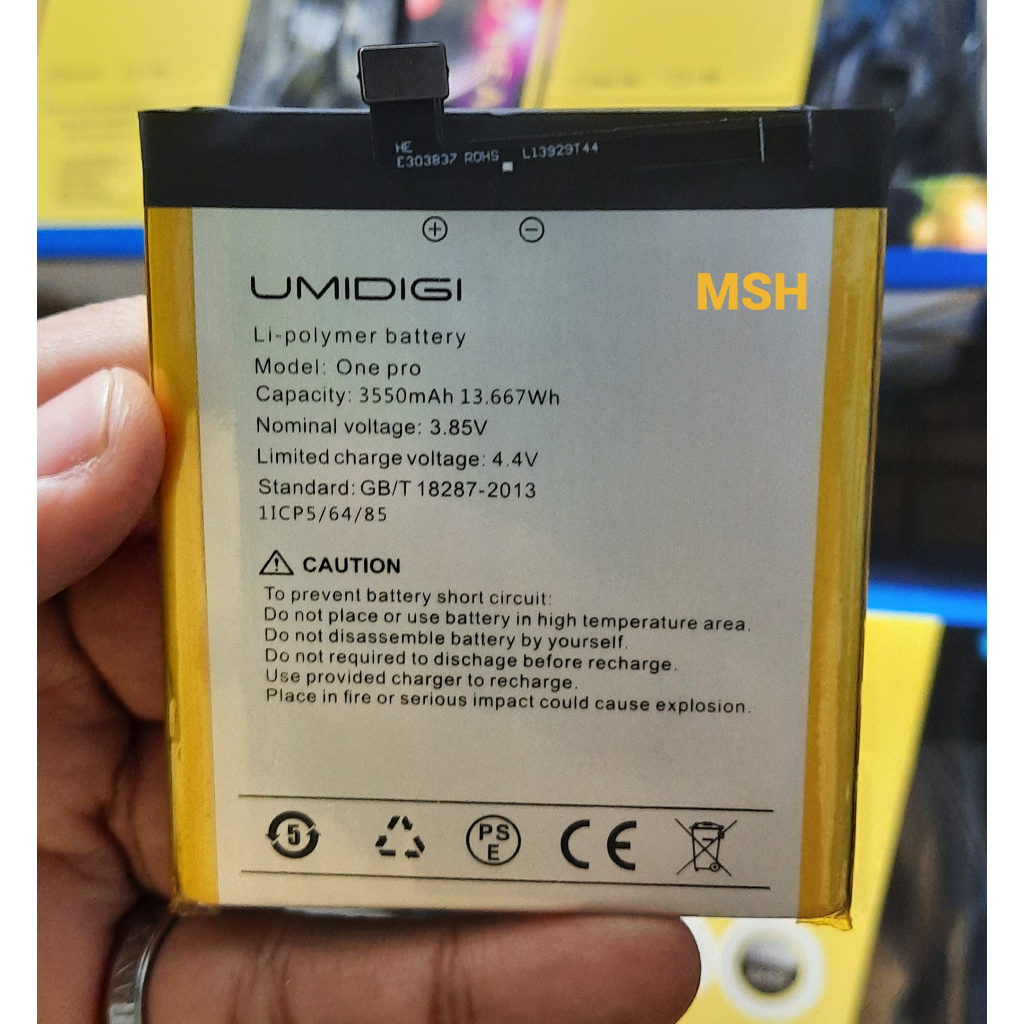 HE
E303837 ROHS L13929T44
UMIDIGI
MSH
Li-polymer battery
Model: One pro
Capacity: 3550mAh 13.667Wh
Nominal voltage: 3.85V
Limited charge voltage: 4.4V
Standard: GB/T 18287-2013
1ICP5/64/85
CAUTION
To prevent battery short circuit:
Do not place or use battery in high temperature area.
Do not disassemble battery by yourself.
Do not required to dischage before recharge.
Use provided charger to recharge.
Place in fire or serious impact could cause explosion.
5
PS
E
CE